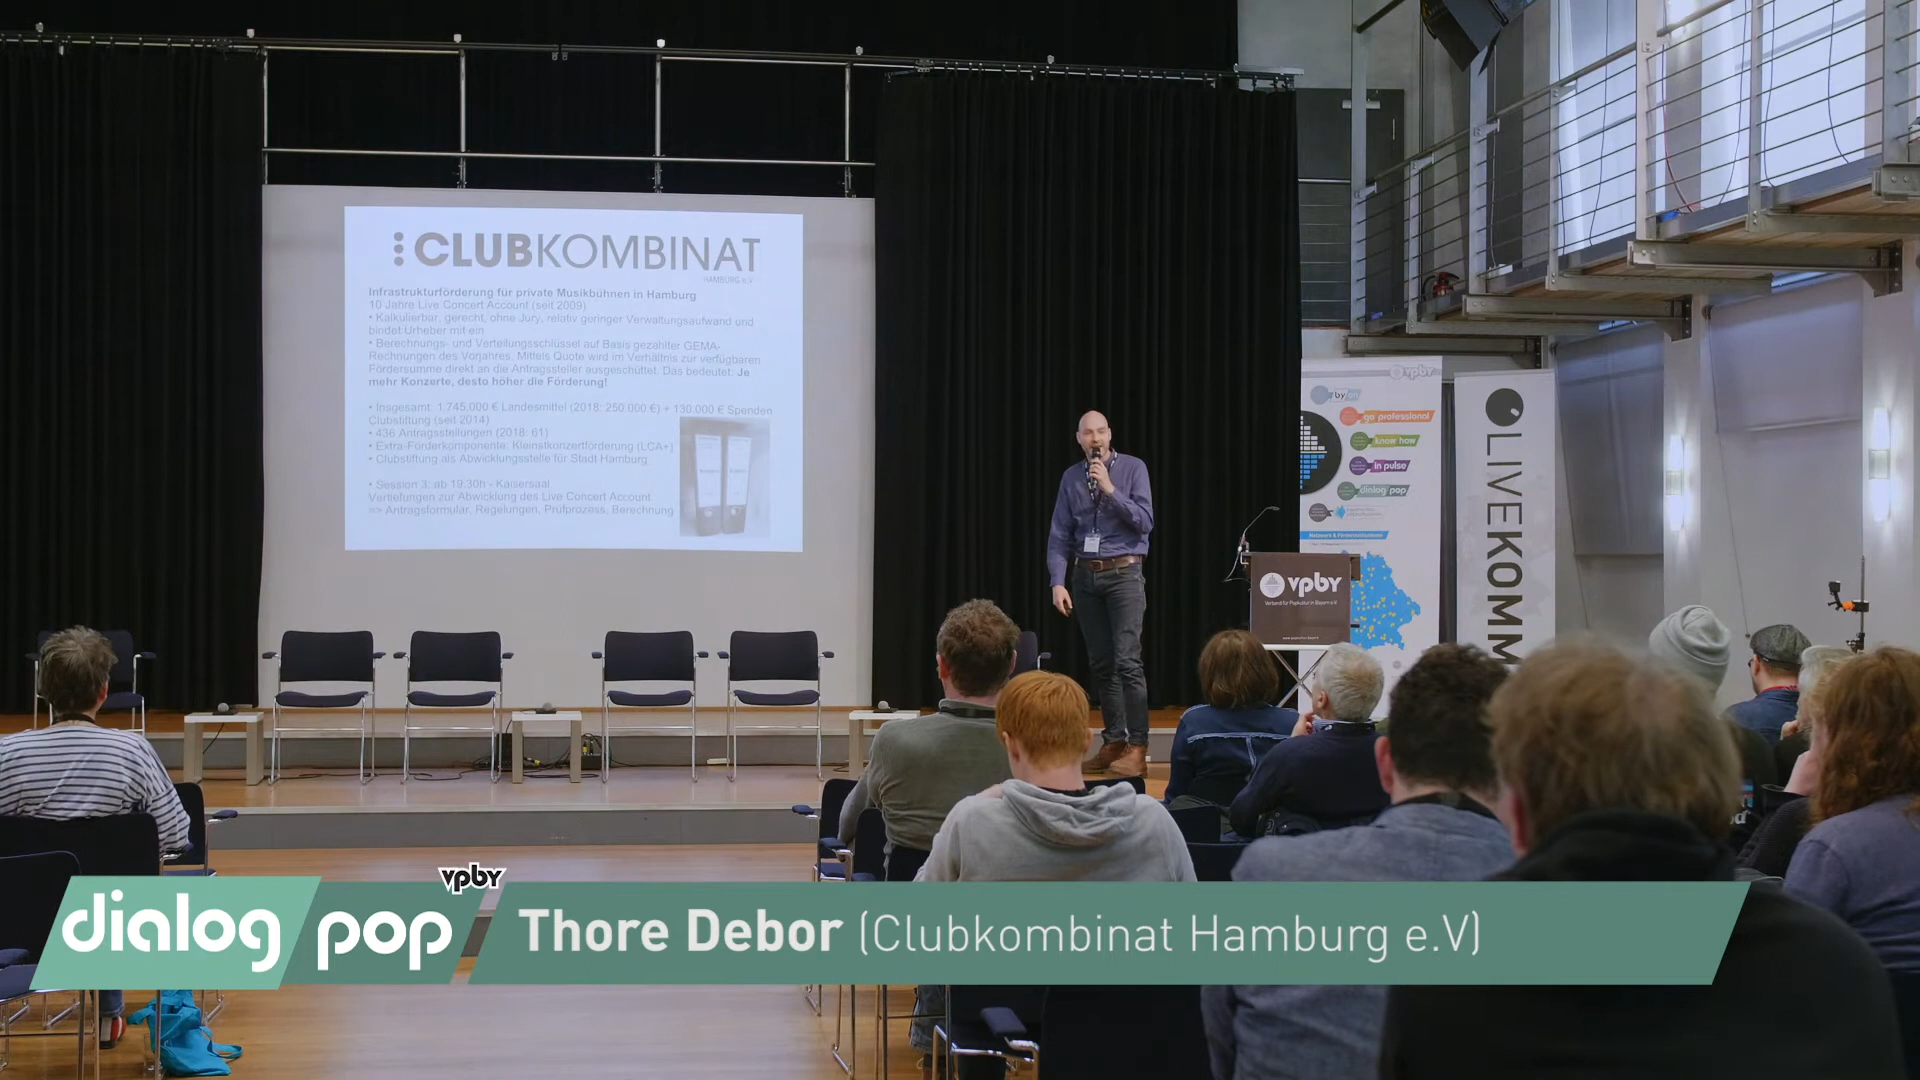 CLUBKOMBINAT
HAMBURG e.V.
Infrastrukturförderung für private Musikbühnen in Hamburg
10 Jahre Live Concert Account (seit 2009)
• Kalkulierbar, gerecht, ohne Jury, relativ geringer Verwaltungsaufwand und
bindet Urheber mit ein
• Berechnungs- und Verteilungsschlüssel auf Basis gezahlter GEMA-
Rechnungen des Vorjahres. Mittels Quote wird im Verhältnis zur verfügbaren
Fördersumme direkt an die Antragsteller ausgeschüttet. Das bedeutet: Je
mehr Konzerte, desto höher die Förderung!
• Insgesamt: 1.745.000 € Landesmittel (2018: 250.000 €) + 130.000 € Spenden
Clubstiftung (seit 2014)
• 436 Antragsstellungen (2018: 61)
• Extra-Förderkomponente: Kleinstkonzertförderung (LCA+)
• Clubstiftung als Abwicklungsstelle für Stadt Hamburg
• Session 3: ab 19.30h - Kaisersaal
Vertiefungen zur Abwicklung des Live Concert Account
=> Antragsformular, Regelungen, Prüfprozess, Berechnung
vpby
by on
go professional
know how
in pulse
dialog pop
LIVEKOMM
vpby
Verband für Popkultur in Bayern e.V.
dialog pop
vpby
Thore Debor (Clubkombinat Hamburg e.V)